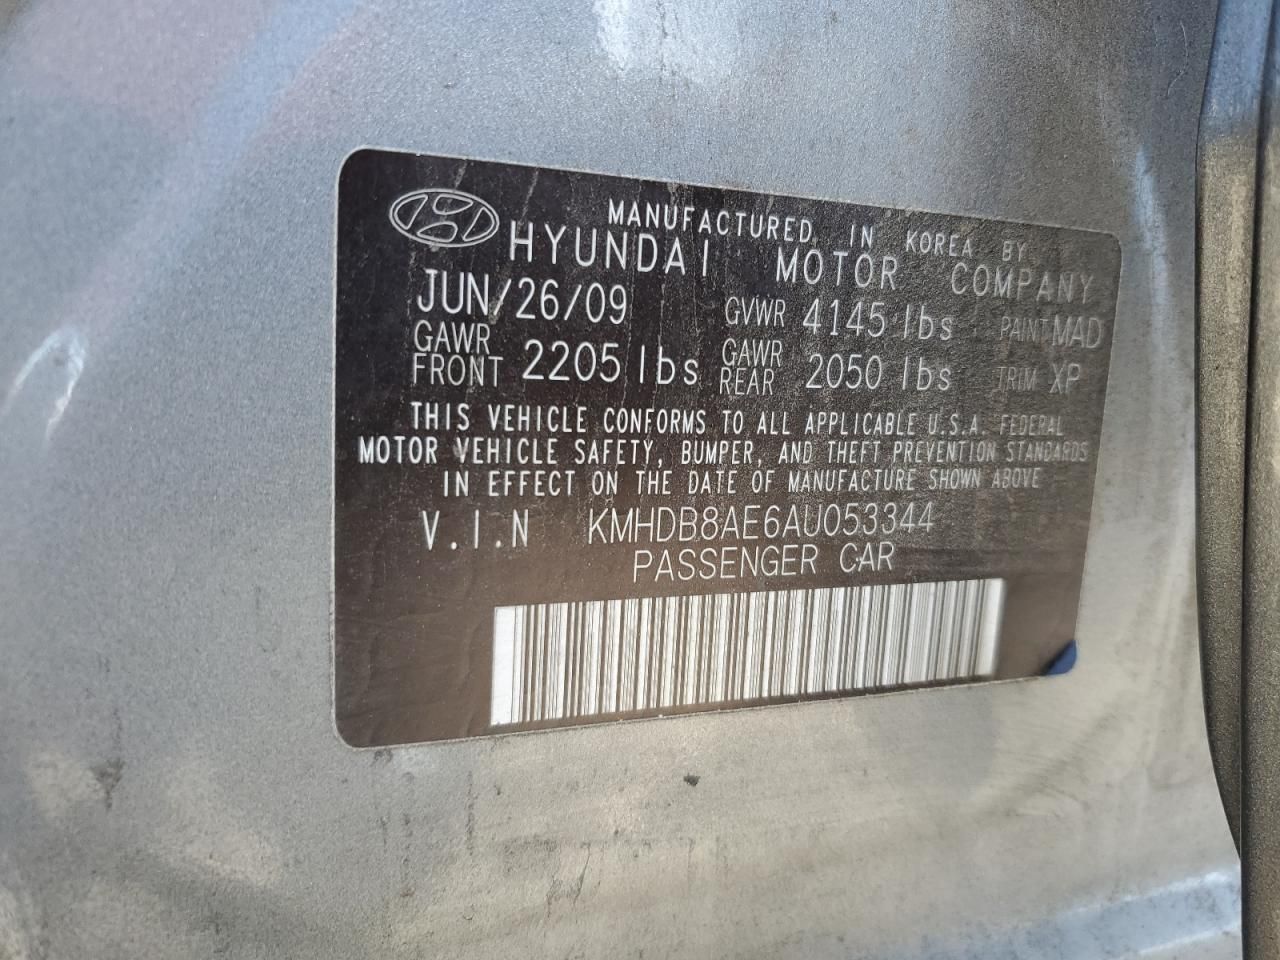 MANUFACTURED IN KOREA BY
HYUNDAI MOTOR COMPANY
JUN/26/09 GVWR 4145 lbs PAINT MAD
GAWR FRONT 2205 lbs GAWR REAR 2050 lbs TRIM XP
THIS VEHICLE CONFORMS TO ALL APPLICABLE U.S.A. FEDERAL
MOTOR VEHICLE SAFETY, BUMPER, AND THEFT PREVENTION STANDARDS
IN EFFECT ON THE DATE OF MANUFACTURE SHOWN ABOVE
V.I.N KMHDB8AE6AU053344
PASSENGER CAR